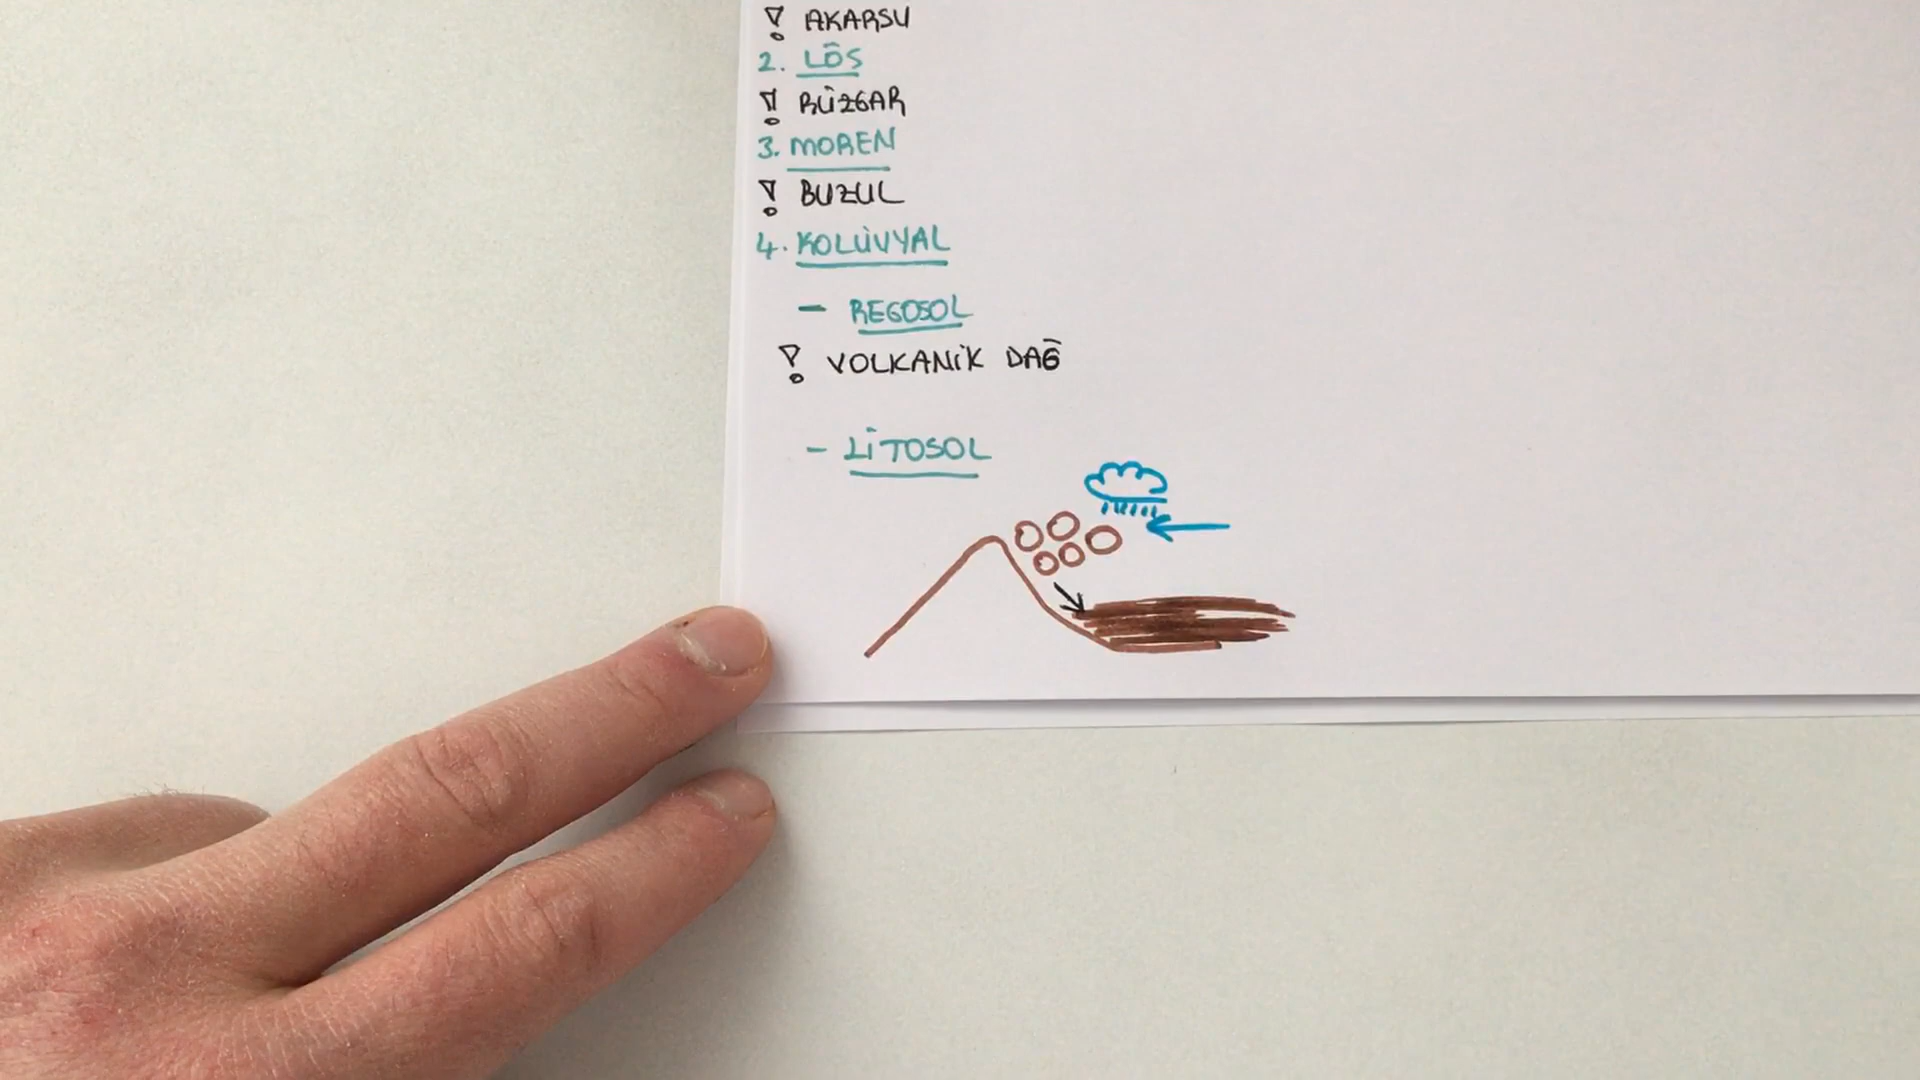 ! AKARSU
2. LÖS
! RÜZGAR
3. MOREN
! BUZUL
4. KOLÜVYAL
- REGOSOL
! VOLKANİK DAĞ
- LİTOSOL